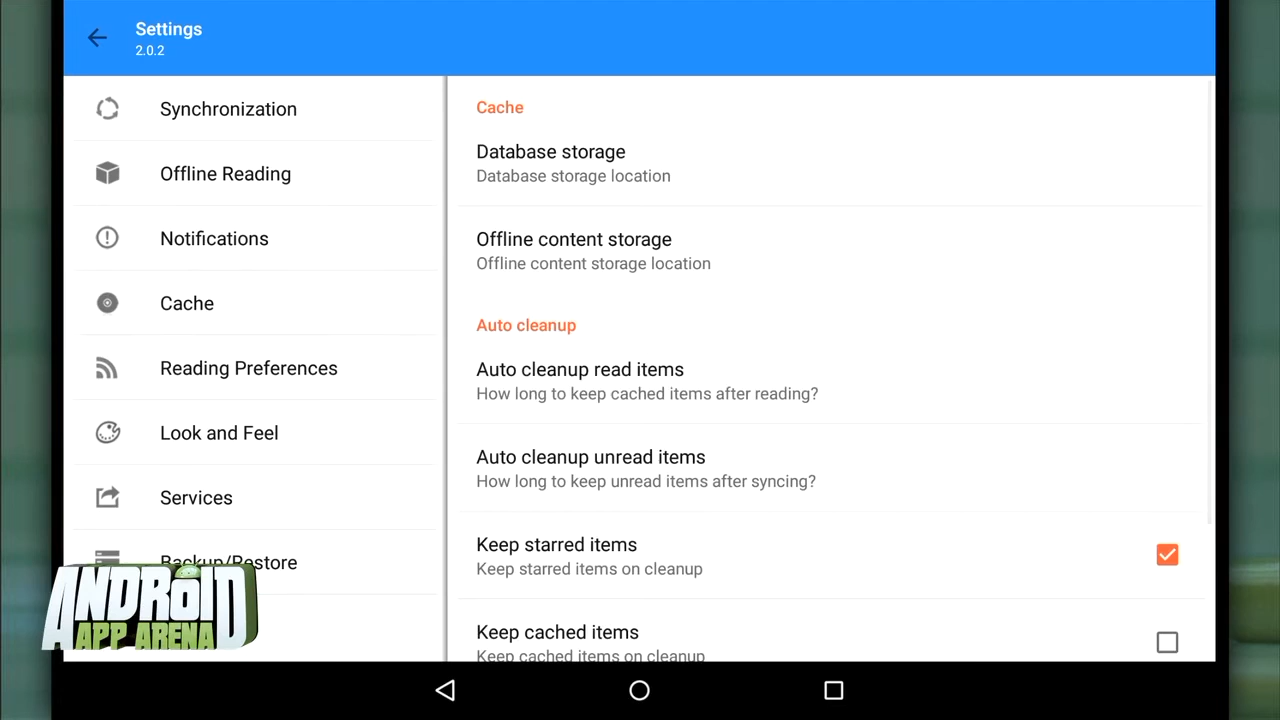 Settings
2.0.2
Synchronization
Offline Reading
Notifications
Cache
Reading Preferences
Look and Feel
Services
Backup/Restore
Cache
Database storage
Database storage location
Offline content storage
Offline content storage location
Auto cleanup
Auto cleanup read items
How long to keep cached items after reading?
Auto cleanup unread items
How long to keep unread items after syncing?
Keep starred items
Keep starred items on cleanup
Keep cached items
Keep cached items on cleanup
ANDROID
APP ARENA